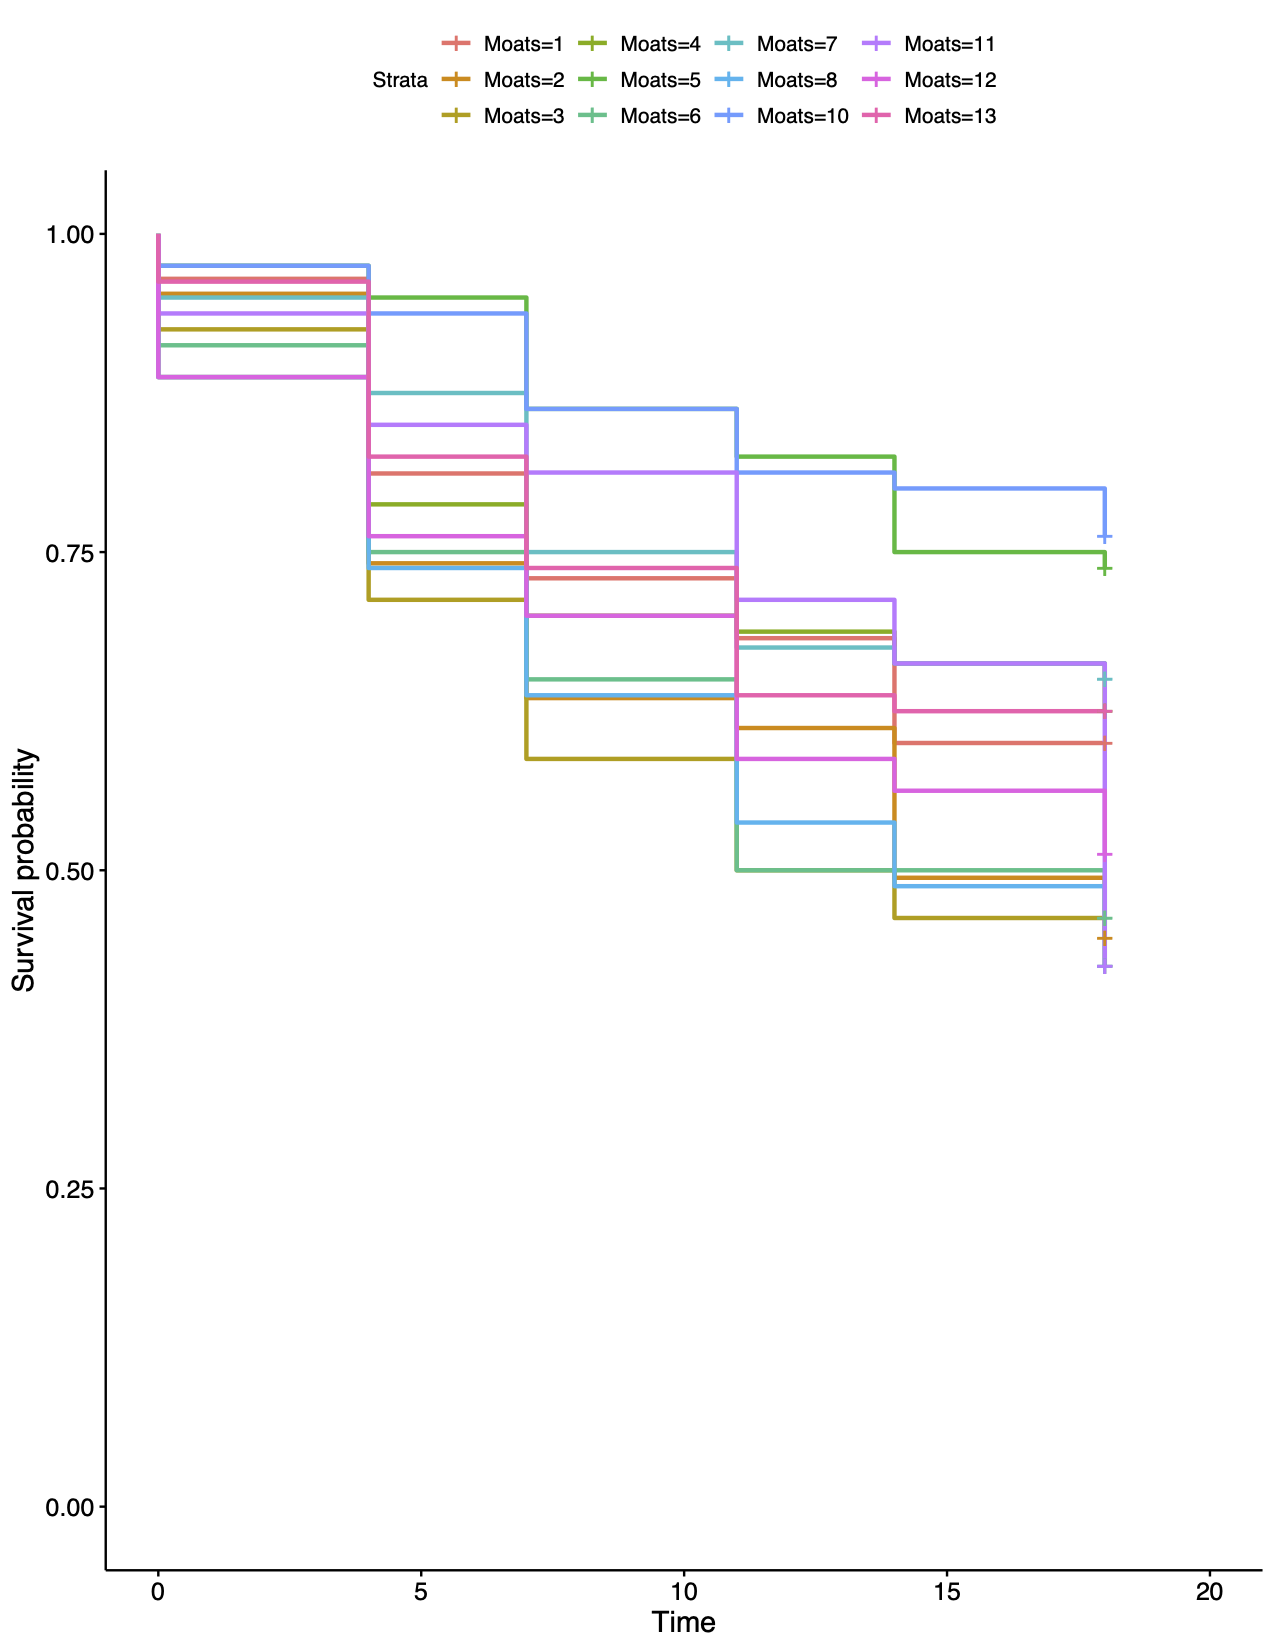 Moats=1 Moats=4 Moats=7 Moats=11
Strata Moats=2 Moats=5 Moats=8 Moats=12
Moats=3 Moats=6 Moats=10 Moats=13
1.00
0.75
0.50
0.25
0.00
Survival probability
0 5 10 15 20
Time